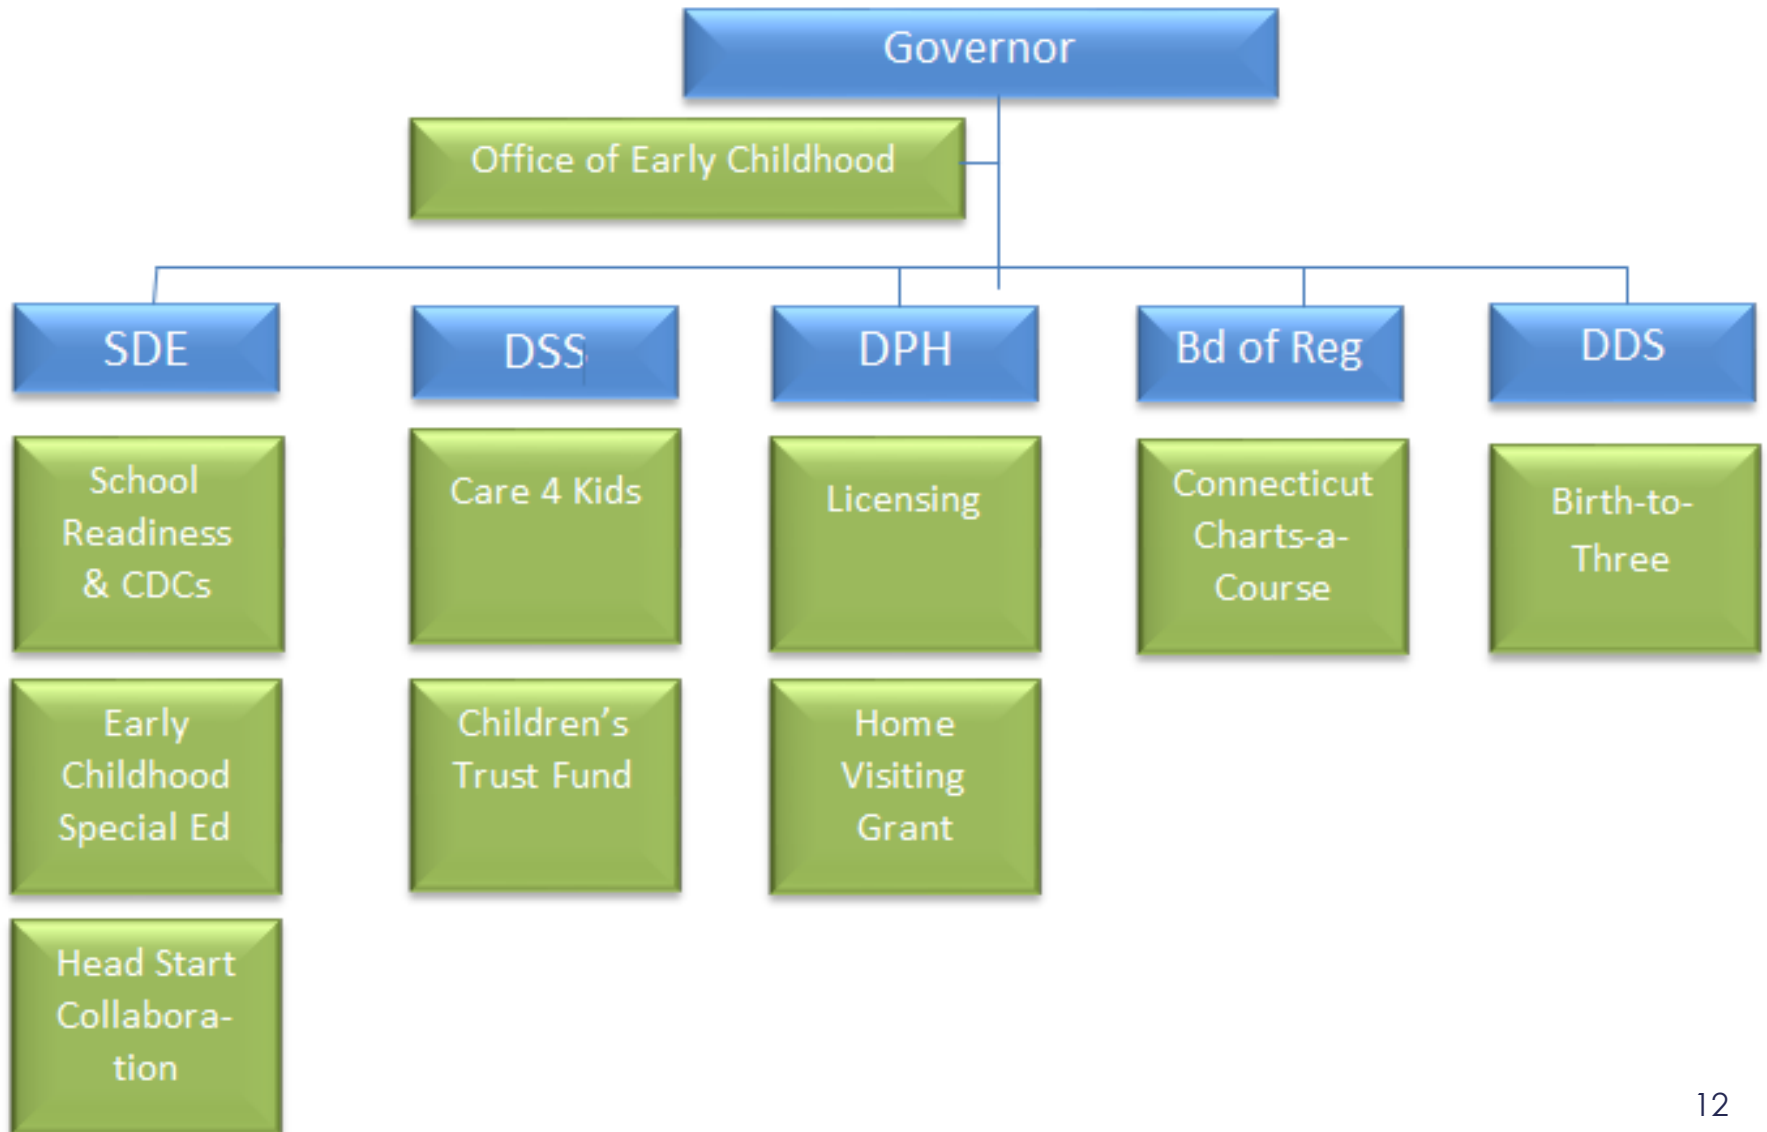 Governor
Office of Early Childhood
SDE
DSS
DPH
Bd of Reg
DDS
School
Readiness
& CDCs
Care 4 Kids
Licensing
Connecticut
Charts-a-
Course
Birth-to-
Three
Early
Childhood
Special Ed
Children’s
Trust Fund
Home
Visiting
Grant
Head Start
Collabora-
tion
12